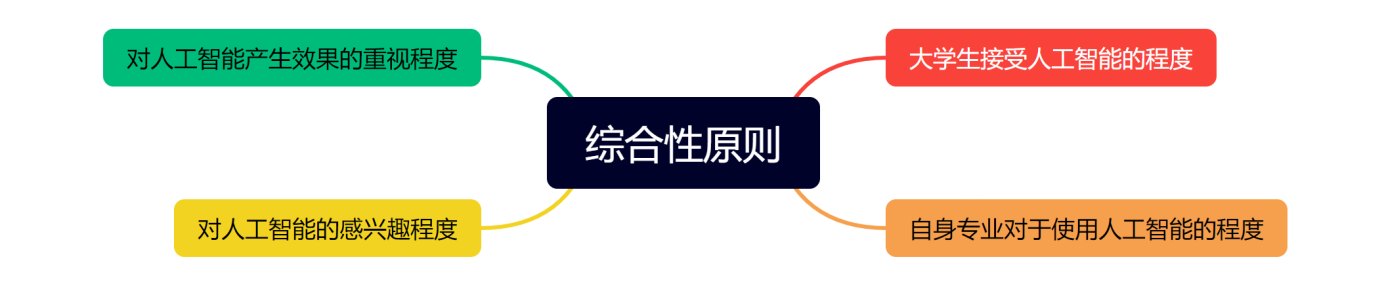 对人工智能产生效果的重视程度
大学生接受人工智能的程度
综合性原则
对人工智能的感兴趣程度
自身专业对于使用人工智能的程度